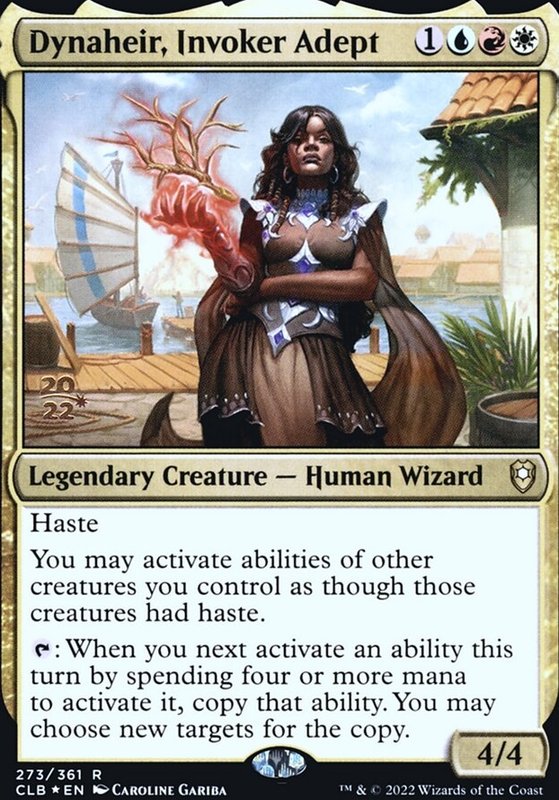 Dynaheir, Invoker Adept 1
20
22
Legendary Creature — Human Wizard
Haste
You may activate abilities of other
creatures you control as though those
creatures had haste.
: When you next activate an ability this
turn by spending four or more mana
to activate it, copy that ability. You may
choose new targets for the copy.
4/4
273/361 R
CLB ★ EN CAROLINE GARIBA
™ & © 2022 Wizards of the Coast